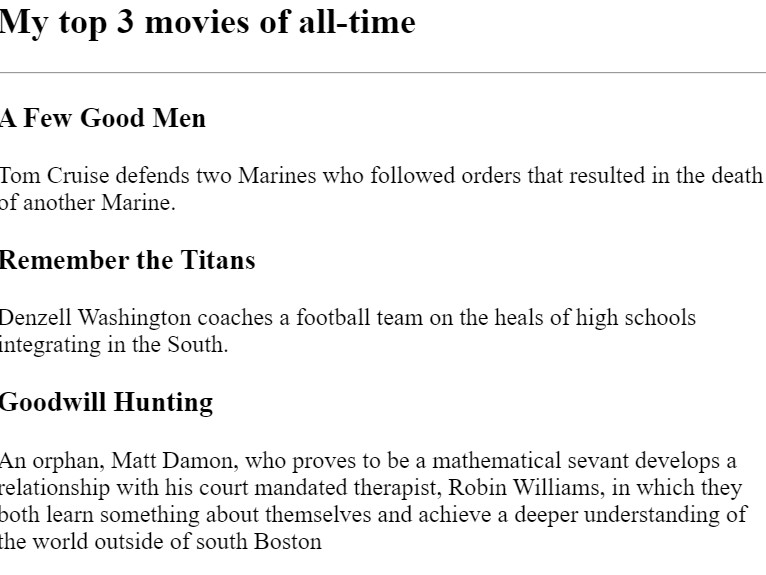 My top 3 movies of all-time
A Few Good Men
Tom Cruise defends two Marines who followed orders that resulted in the death
of another Marine.
Remember the Titans
Denzell Washington coaches a football team on the heals of high schools
integrating in the South.
Goodwill Hunting
An orphan, Matt Damon, who proves to be a mathematical sevant develops a
relationship with his court mandated therapist, Robin Williams, in which they
both learn something about themselves and achieve a deeper understanding of
the world outside of south Boston